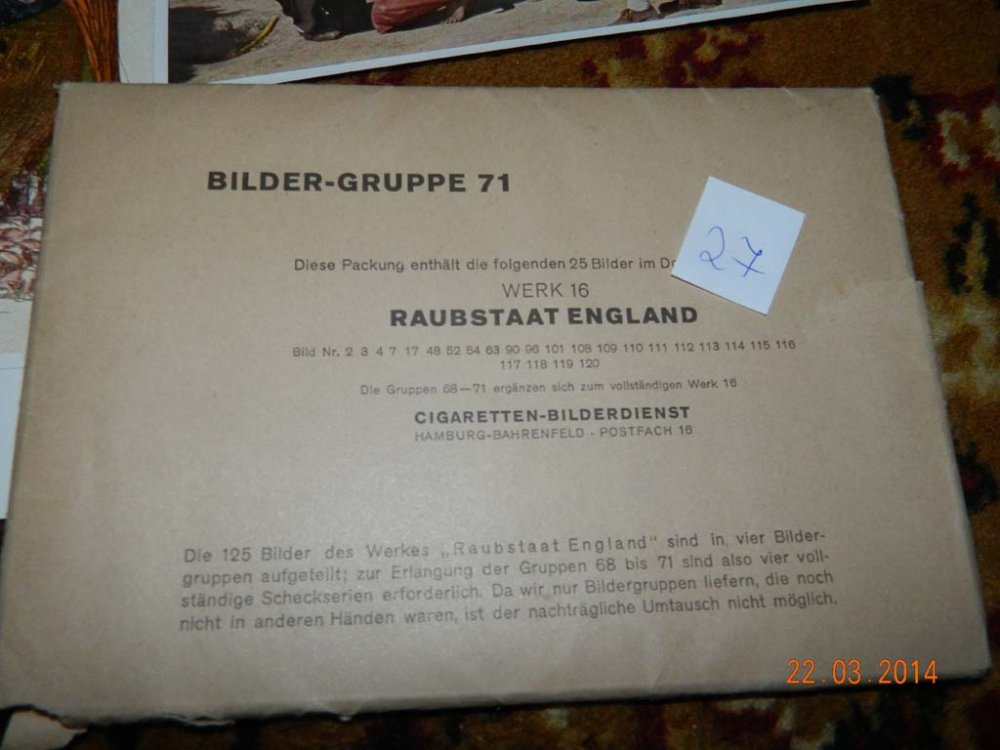 BILDER-GRUPPE 71
27
Diese Packung enthält die folgenden 25 Bilder im
WERK 16
RAUBSTAAT ENGLAND
Bild Nr. 2 3 4 7 17 48 52 54 63 90 96 101 108 109 110 111 112 113 114 115 116
117 118 119 120
Die Gruppen 68—71 ergänzen sich zum vollständigen Werk 16
CIGARETTEN-BILDERDIENST
HAMBURG-BAHRENFELD · POSTFACH 16
Die 125 Bilder des Werkes „Raubstaat England“ sind in vier Bilder-
gruppen aufgeteilt; zur Erlangung der Gruppen 68 bis 71 sind also vier voll-
ständige Scheckserien erforderlich. Da wir nur Bildergruppen liefern, die noch
nicht in anderen Händen waren, ist der nachträgliche Umtausch nicht möglich.
22.03.2014